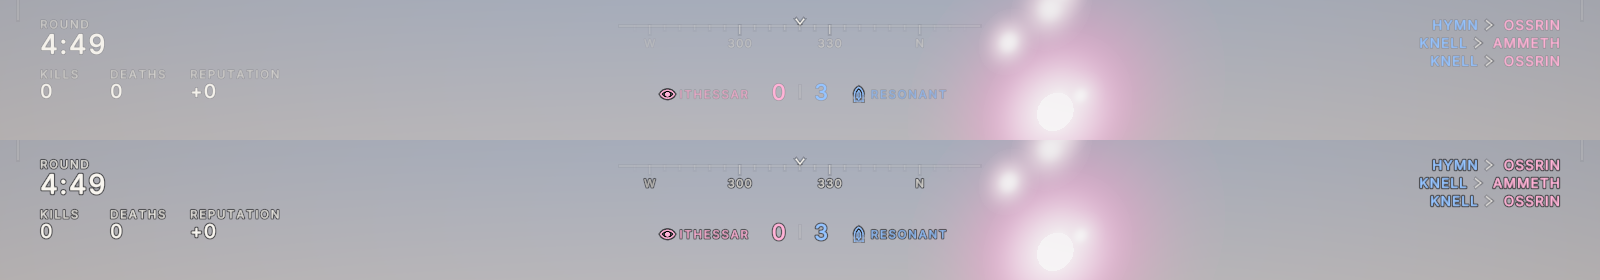 ROUND
4:49
KILLS DEATHS REPUTATION
0 0 +0
W 300 330 N
ITHESSAR 0 3 RESONANT
HYMN > OSSRIN
KNELL > AMMETH
KNELL > OSSRIN
ROUND
4:49
KILLS DEATHS REPUTATION
0 0 +0
W 300 330 N
ITHESSAR 0 3 RESONANT
HYMN > OSSRIN
KNELL > AMMETH
KNELL > OSSRIN